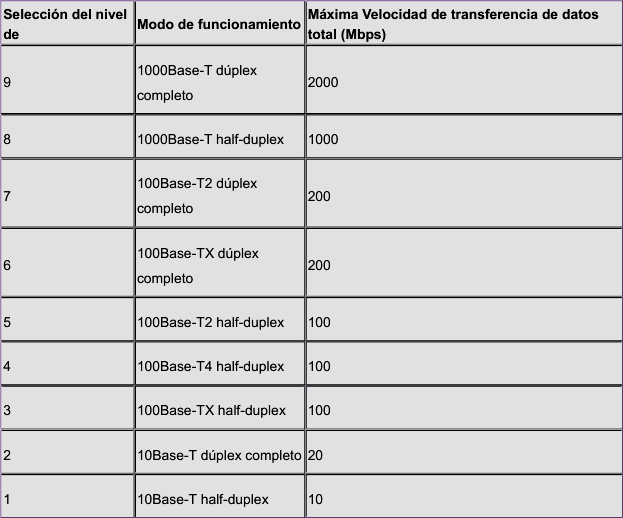 Selección del nivel
de
Modo de funcionamiento
Máxima Velocidad de transferencia de datos
total (Mbps)
9
1000Base-T dúplex
completo
2000
8
1000Base-T half-duplex
1000
7
100Base-T2 dúplex
completo
200
6
100Base-TX dúplex
completo
200
5
100Base-T2 half-duplex
100
4
100Base-T4 half-duplex
100
3
100Base-TX half-duplex
100
2
10Base-T dúplex completo
20
1
10Base-T half-duplex
10